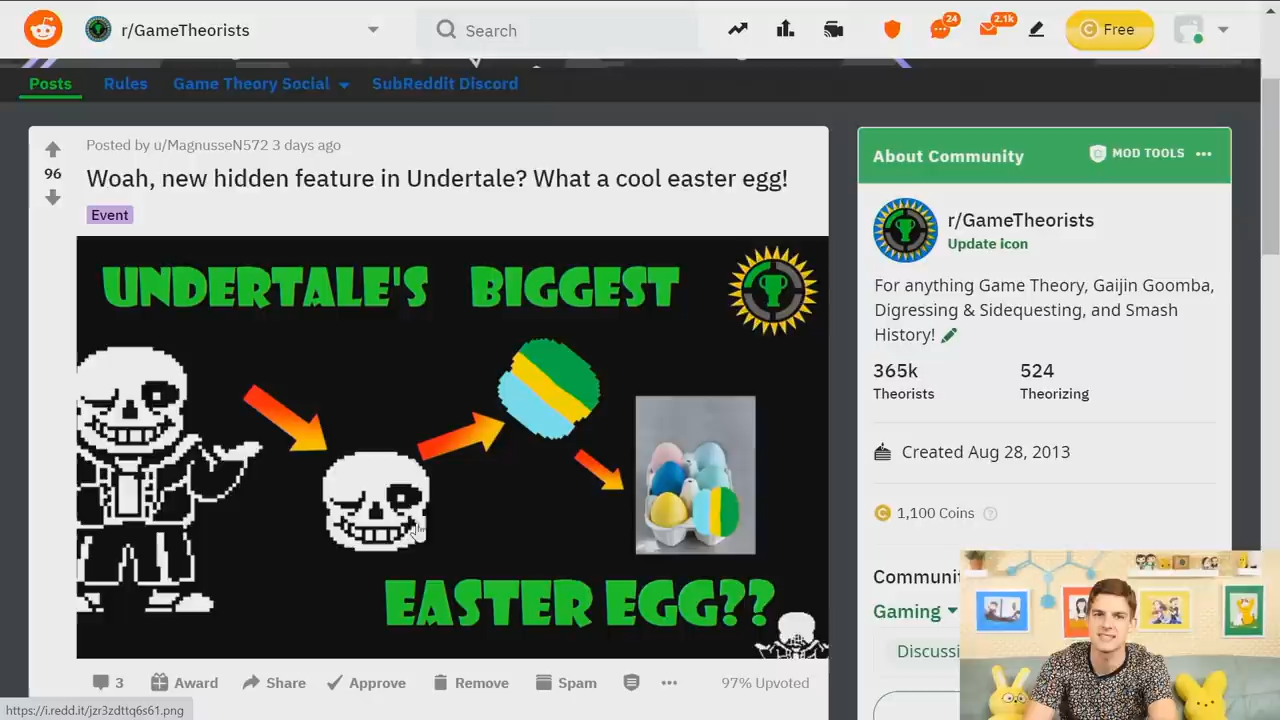 r/GameTheorists
Search
24
2.1k
Free
Posts
Rules
Game Theory Social
SubReddit Discord
Posted by u/MagnusseN572 3 days ago
96
Woah, new hidden feature in Undertale? What a cool easter egg!
Event
UNDERTALE'S BIGGEST
EASTER EGG??
3
Award
Share
Approve
Remove
Spam
97% Upvoted
About Community
MOD TOOLS
r/GameTheorists
Update icon
For anything Game Theory, Gaijin Goomba,
Digressing & Sidequesting, and Smash
History!
365k
524
Theorists
Theorizing
Created Aug 28, 2013
1,100 Coins
Communi
Gaming
Discussi
https://i.redd.it/jzr3zdttq6s61.png